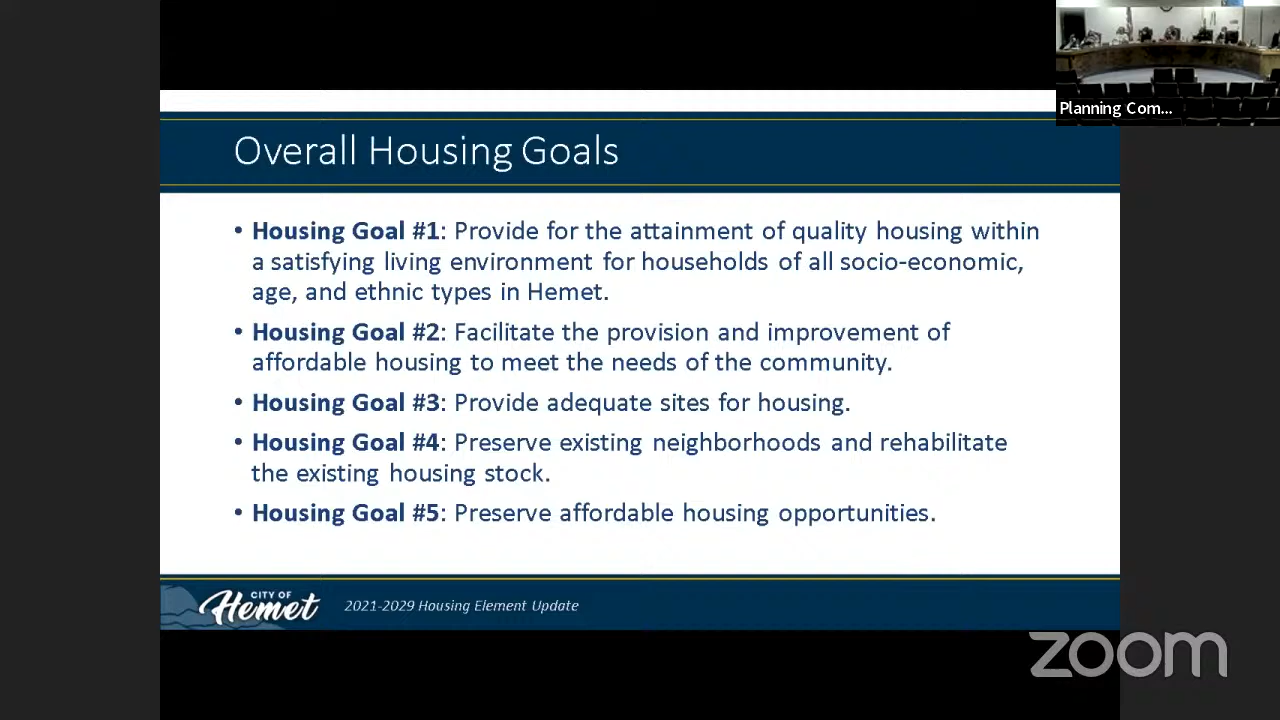 Planning Com...
Overall Housing Goals
• Housing Goal #1: Provide for the attainment of quality housing within
a satisfying living environment for households of all socio-economic,
age, and ethnic types in Hemet.
• Housing Goal #2: Facilitate the provision and improvement of
affordable housing to meet the needs of the community.
• Housing Goal #3: Provide adequate sites for housing.
• Housing Goal #4: Preserve existing neighborhoods and rehabilitate
the existing housing stock.
• Housing Goal #5: Preserve affordable housing opportunities.
CITY OF
Hemet
2021-2029 Housing Element Update
zoom